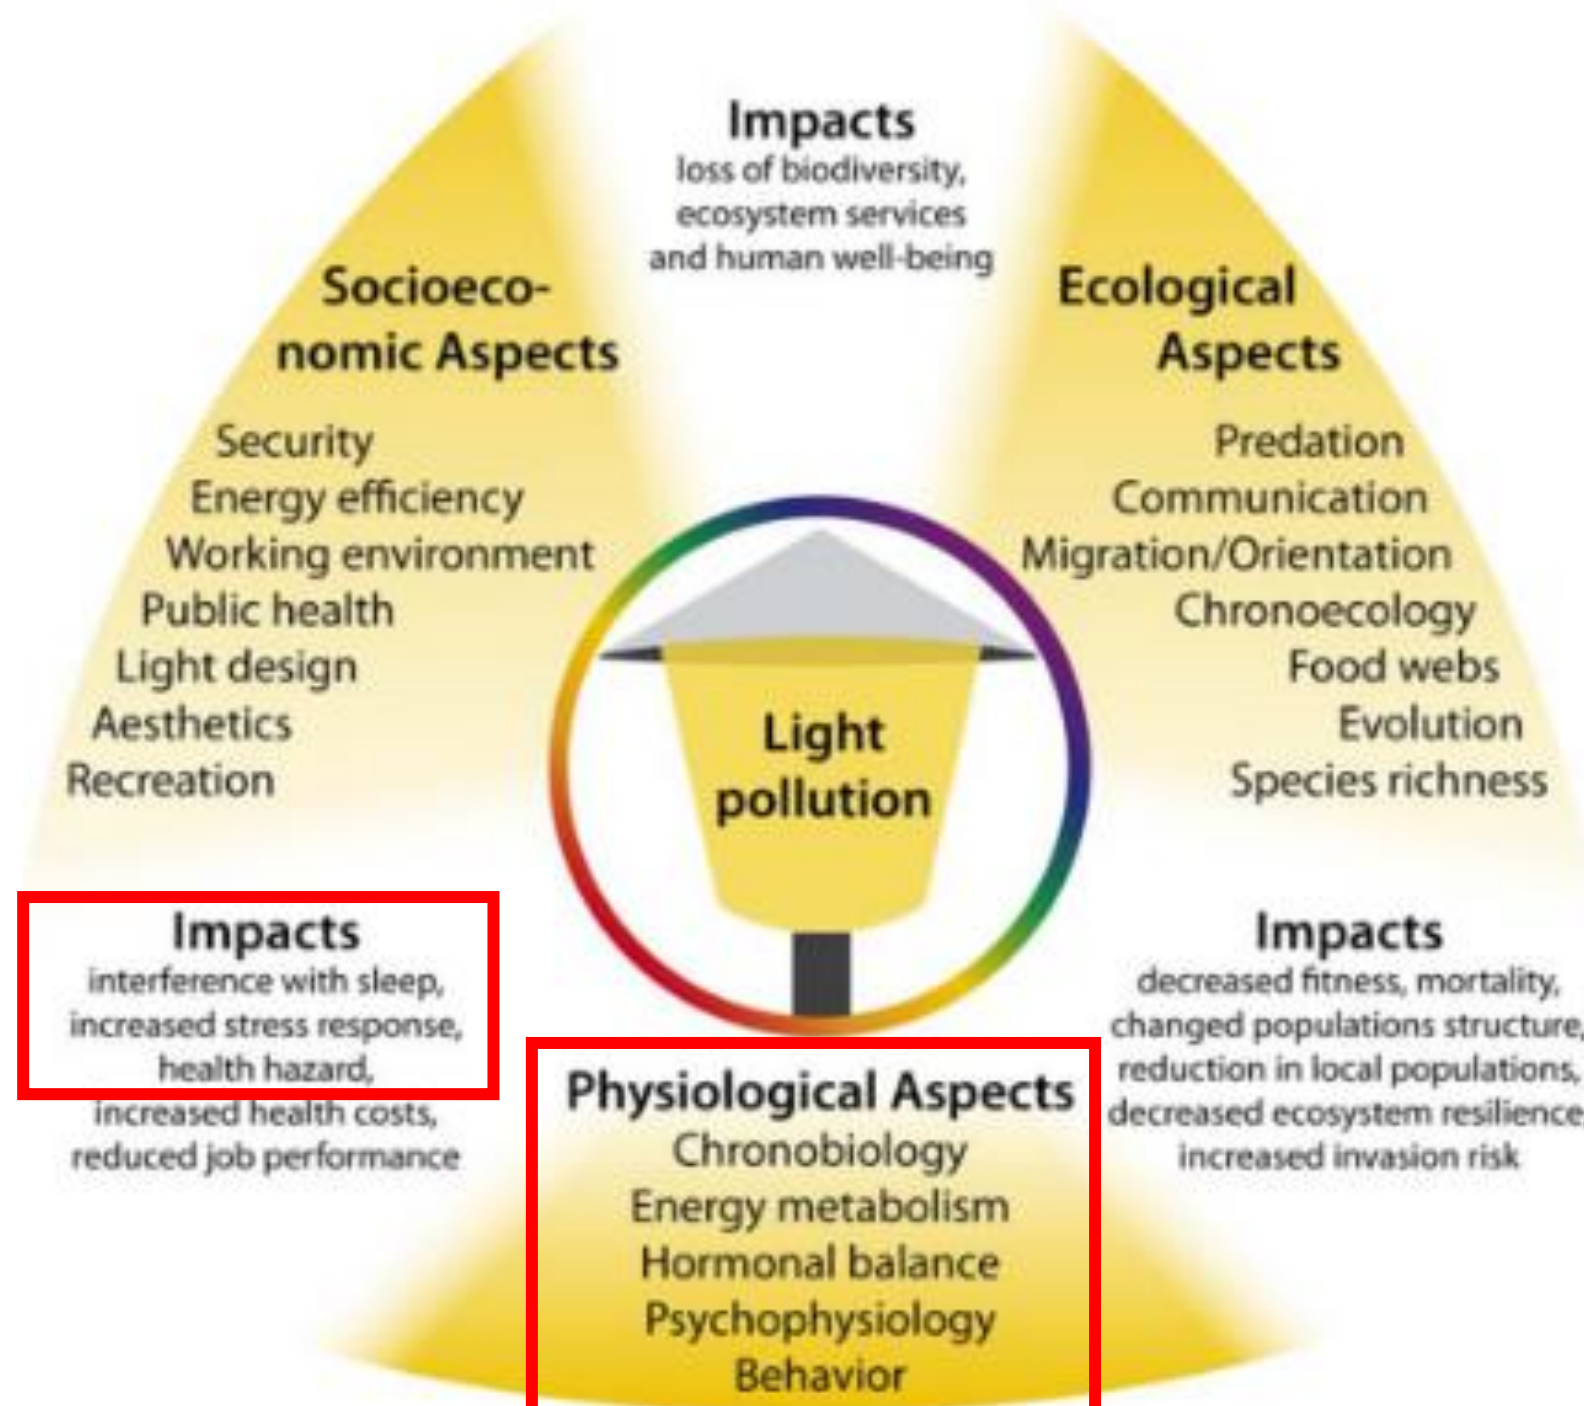 Impacts
loss of biodiversity,
ecosystem services
and human well-being
Socioeco-
nomic Aspects
Security
Energy efficiency
Working environment
Public health
Light design
Aesthetics
Recreation
Ecological
Aspects
Predation
Communication
Migration/Orientation
Chronoecology
Food webs
Evolution
Species richness
Light
pollution
Impacts
interference with sleep,
increased stress response,
health hazard,
increased health costs,
reduced job performance
Physiological Aspects
Chronobiology
Energy metabolism
Hormonal balance
Psychophysiology
Behavior
Impacts
decreased fitness, mortality,
changed populations structure,
reduction in local populations,
decreased ecosystem resilience,
increased invasion risk